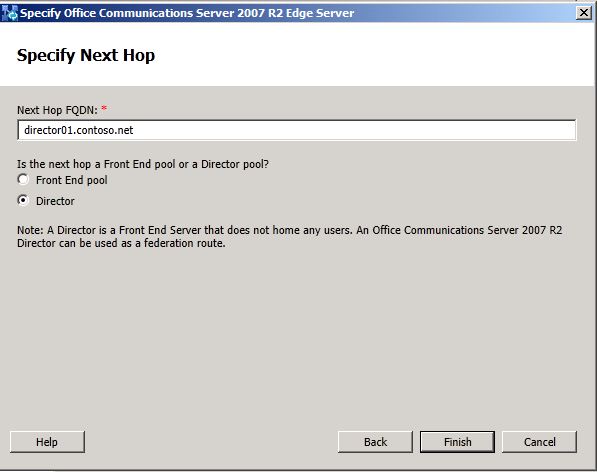 Specify Office Communications Server 2007 R2 Edge Server
Specify Next Hop
Next Hop FQDN: *
director01.contoso.net
Is the next hop a Front End pool or a Director pool?
Front End pool
Director
Note: A Director is a Front End Server that does not home any users. An Office Communications Server 2007 R2
Director can be used as a federation route.
Help
Back
Finish
Cancel